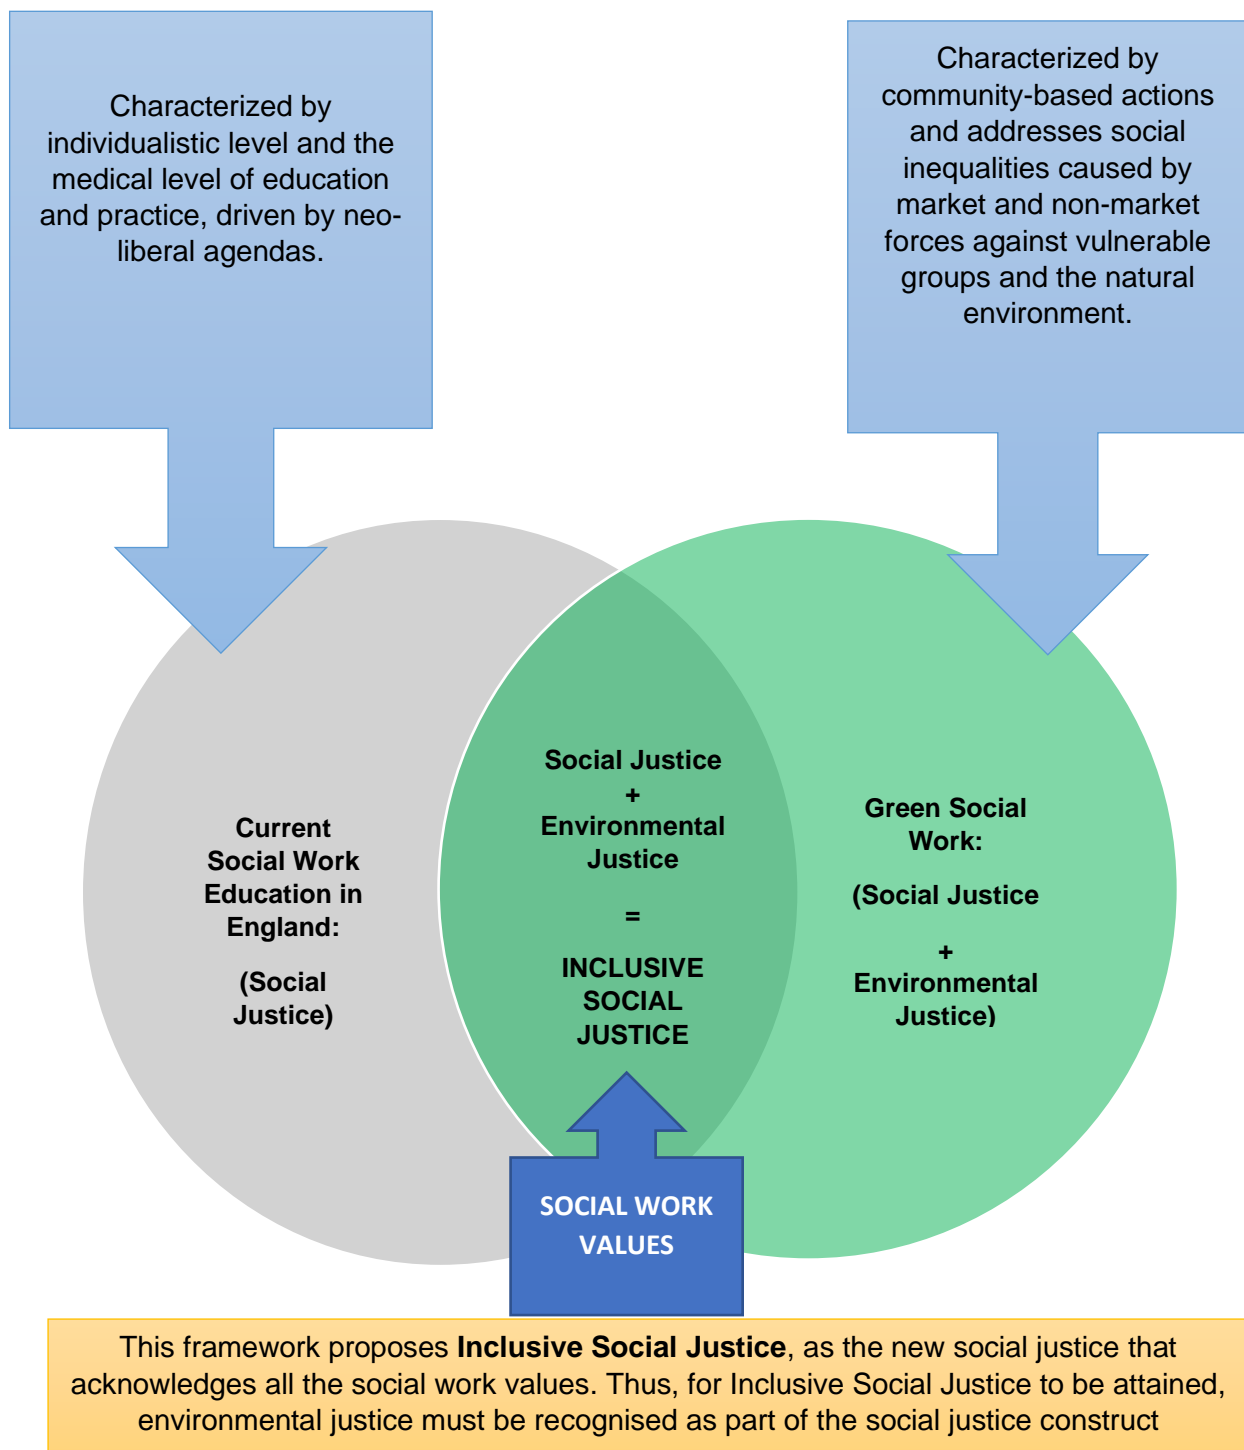 Characterized by
individualistic level and the
medical level of education
and practice, driven by neo-
liberal agendas.
Characterized by
community-based actions
and addresses social
inequalities caused by
market and non-market
forces against vulnerable
groups and the natural
environment.
Current
Social Work
Education in
England:
(Social
Justice)
Social Justice
+
Environmental
Justice
=
INCLUSIVE
SOCIAL
JUSTICE
Green Social
Work:
(Social Justice
+
Environmental
Justice)
SOCIAL WORK
VALUES
This framework proposes Inclusive Social Justice, as the new social justice that
acknowledges all the social work values. Thus, for Inclusive Social Justice to be attained,
environmental justice must be recognised as part of the social justice construct